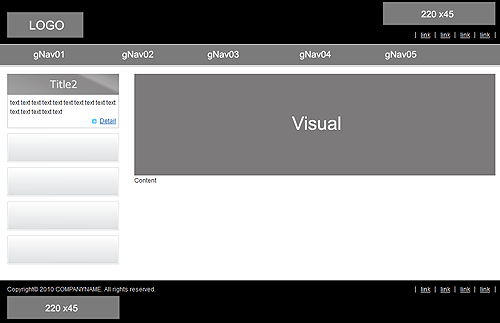 LOGO
220 x45
| link | link | link | link |
gNav01 gNav02 gNav03 gNav04 gNav05
Title2
text text text text text text text text text text
text text text text text
Detail
Visual
Content
Copyright© 2010 COMPANYNAME. All rights reserved.
| link | link | link | link |
220 x45